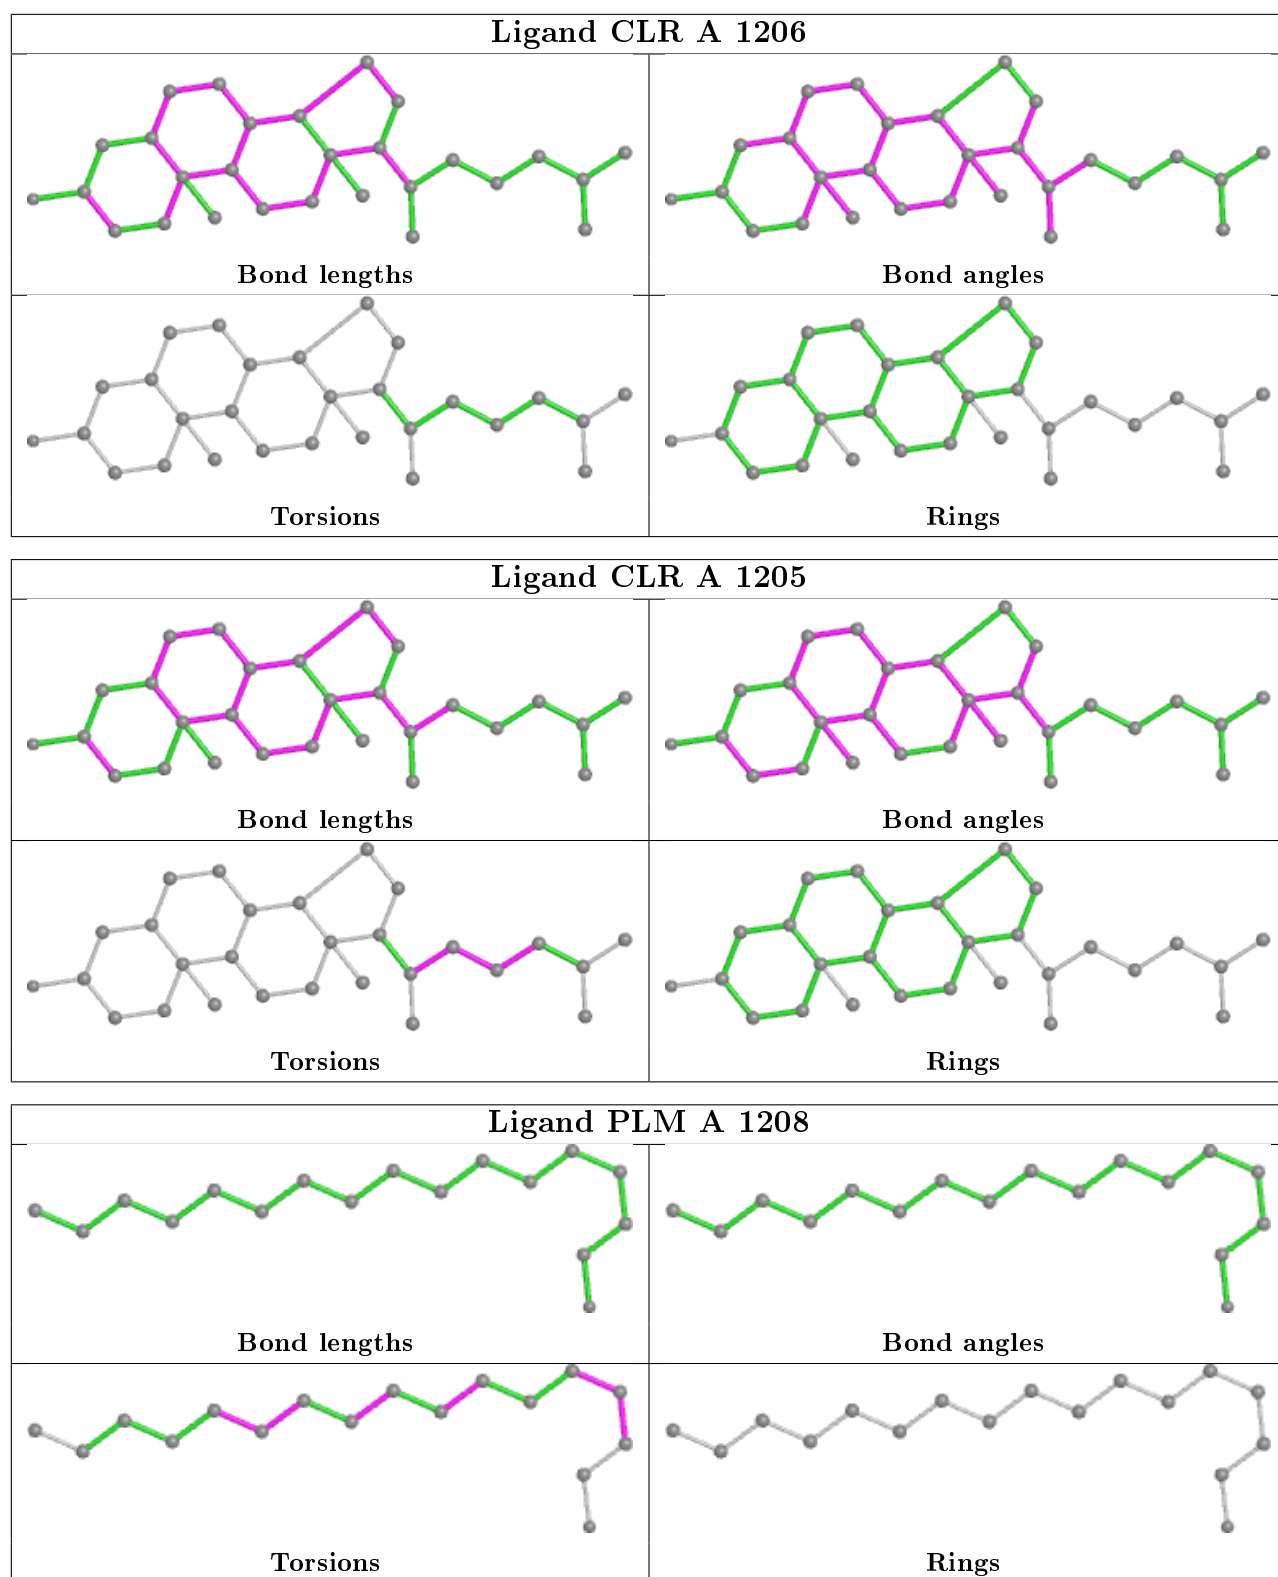 Ligand CLR A 1206
Bond lengths
Bond angles
Torsions
Rings
Ligand CLR A 1205
Bond lengths
Bond angles
Torsions
Rings
Ligand PLM A 1208
Bond lengths
Bond angles
Torsions
Rings